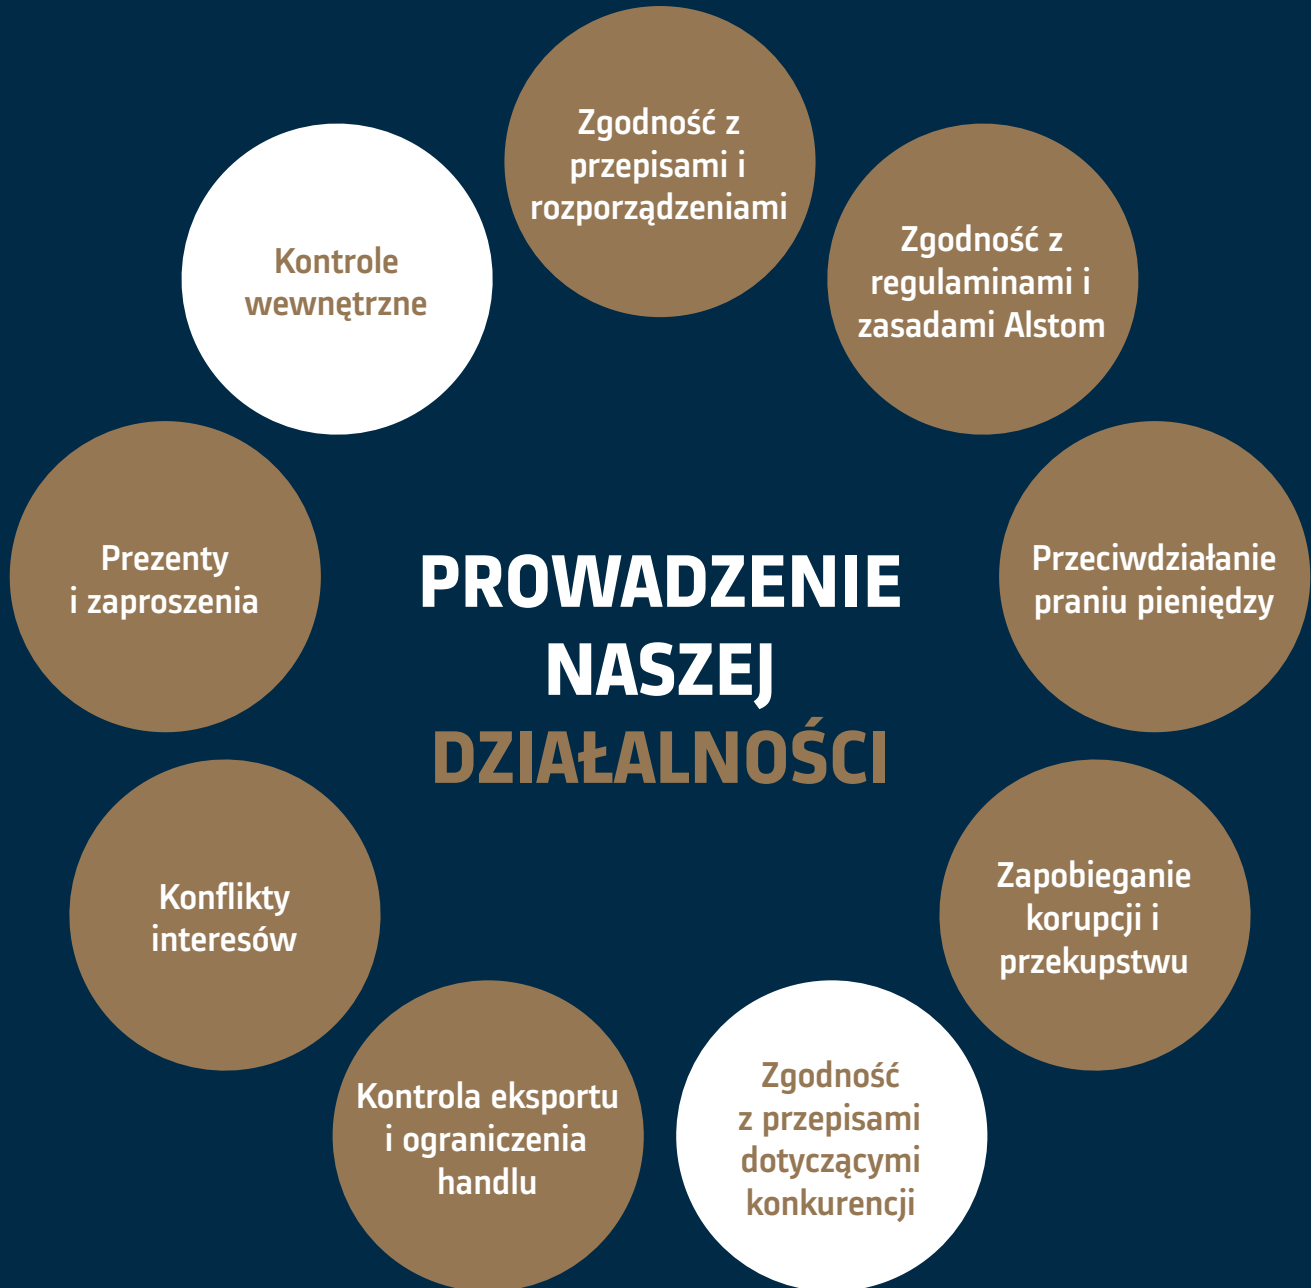 Zgodność z
przepisami i
rozporządzeniami
Zgodność z
regulaminami i
zasadami Alstom
Przeciwdziałanie
praniu pieniędzy
Zapobieganie
korupcji i
przekupstwu
Zgodność
z przepisami
dotyczącymi
konkurencji
Kontrola eksportu
i ograniczenia
handlu
Konflikty
interesów
Prezenty
i zaproszenia
Kontrole
wewnętrzne
PROWADZENIE
NASZEJ
DZIAŁALNOŚCI